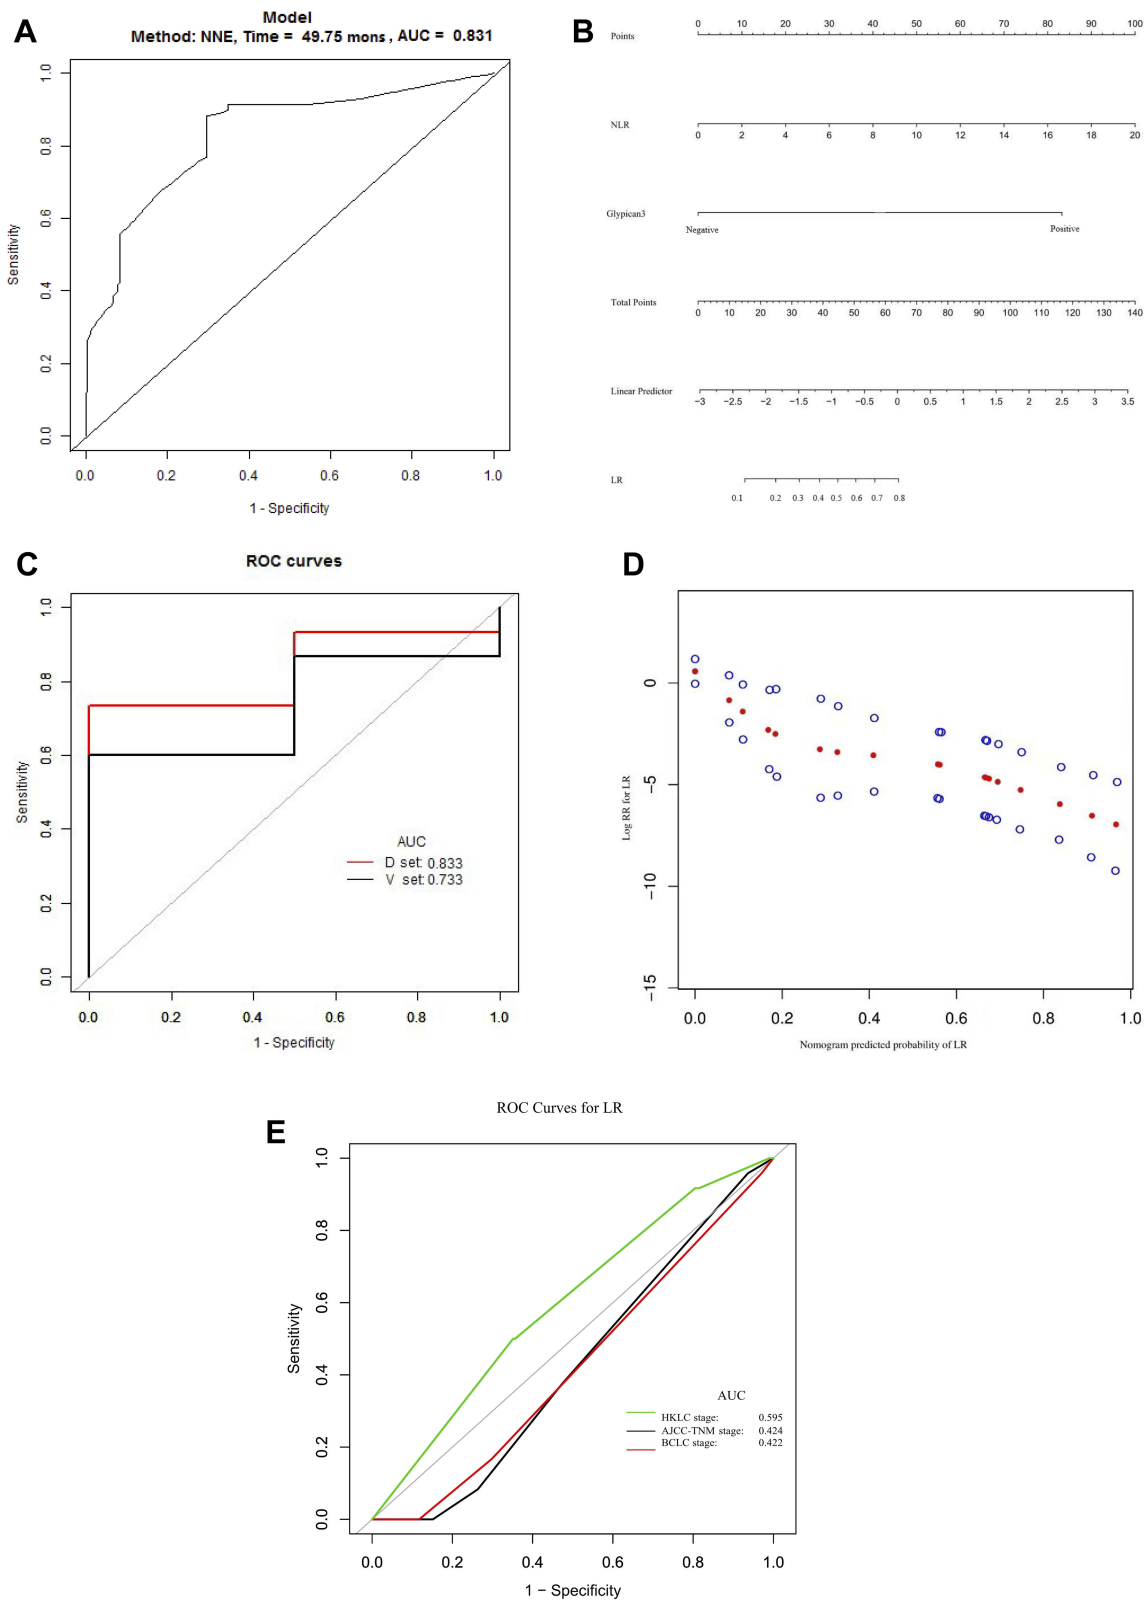 A
Model
Method: NNE, Time = 49.75 mons , AUC = 0.831
1.0
0.8
0.6
0.4
0.2
0.0
Sensitivity
0.0 0.2 0.4 0.6 0.8 1.0
1 - Specificity
B
Points
0 10 20 30 40 50 60 70 80 90 100
NLR
0 2 4 6 8 10 12 14 16 18 20
Glypican3
Negative Positive
Total Points
0 10 20 30 40 50 60 70 80 90 100 110 120 130 140
Linear Predictor
−3 −2.5 −2 −1.5 −1 −0.5 0 0.5 1 1.5 2 2.5 3 3.5
LR
0.1 0.2 0.3 0.4 0.5 0.6 0.7 0.8
C
ROC curves
1.0
0.8
0.6
0.4
0.2
0.0
Sensitivity
AUC
D set: 0.833
V set: 0.733
0.0 0.2 0.4 0.6 0.8 1.0
1 - Specificity
D
0
−5
−10
−15
Log RR for LR
0.0 0.2 0.4 0.6 0.8 1.0
Nomogram predicted probability of LR
E
ROC Curves for LR
1.0
0.8
0.6
0.4
0.2
0.0
Sensitivity
AUC
HKLC stage: 0.595
AJCC-TNM stage: 0.424
BCLC stage: 0.422
0.0 0.2 0.4 0.6 0.8 1.0
1 − Specificity